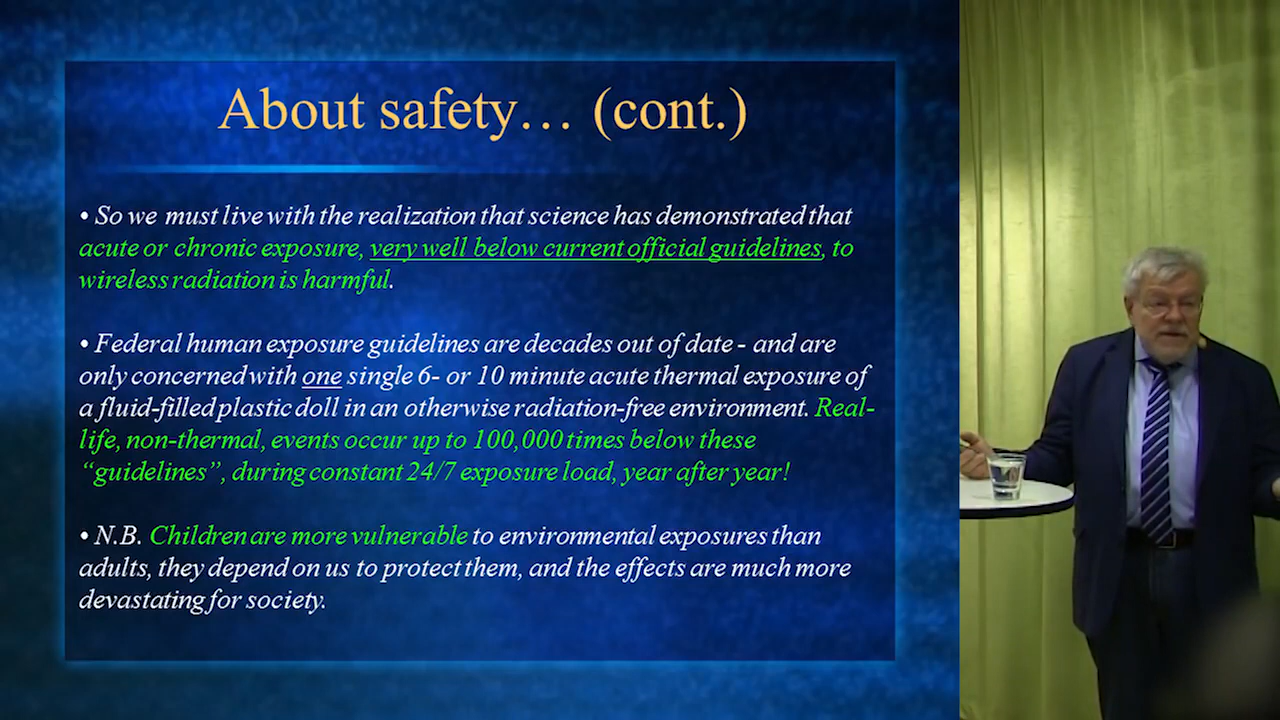 About safety… (cont.)
• So we must live with the realization that science has demonstrated that
acute or chronic exposure, very well below current official guidelines, to
wireless radiation is harmful.
• Federal human exposure guidelines are decades out of date - and are
only concerned with one single 6- or 10 minute acute thermal exposure of
a fluid-filled plastic doll in an otherwise radiation-free environment. Real-
life, non-thermal, events occur up to 100,000 times below these
“guidelines”, during constant 24/7 exposure load, year after year!
• N.B. Children are more vulnerable to environmental exposures than
adults, they depend on us to protect them, and the effects are much more
devastating for society.